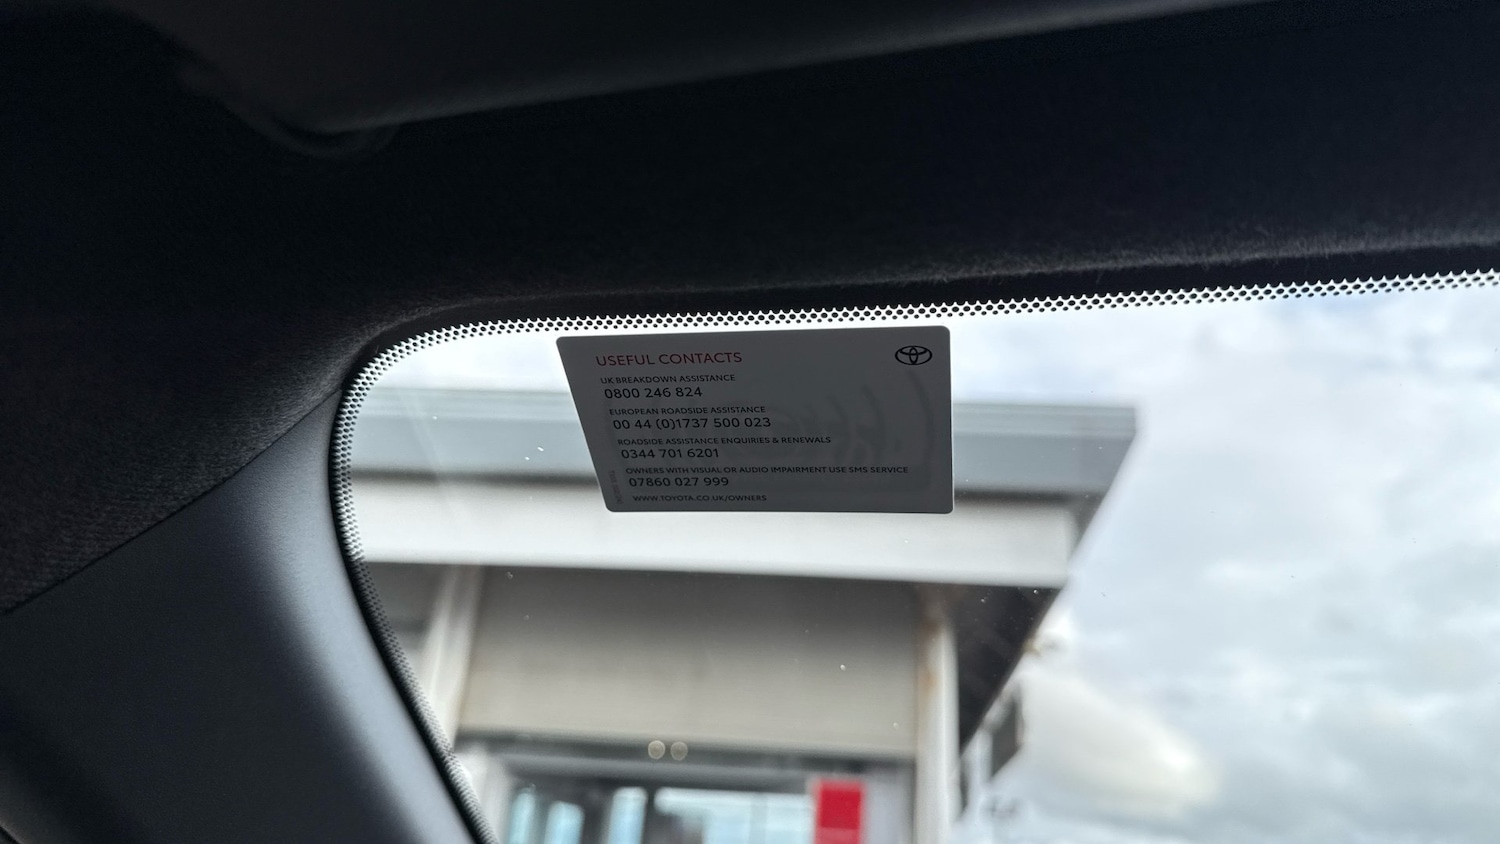 USEFUL CONTACTS
UK BREAKDOWN ASSISTANCE
0800 246 824
EUROPEAN ROADSIDE ASSISTANCE
00 44 (0)1737 500 023
ROADSIDE ASSISTANCE ENQUIRIES & RENEWALS
0344 701 6201
OWNERS WITH VISUAL OR AUDIO IMPAIRMENT USE SMS SERVICE
07860 027 999
WWW.TOYOTA.CO.UK/OWNERS